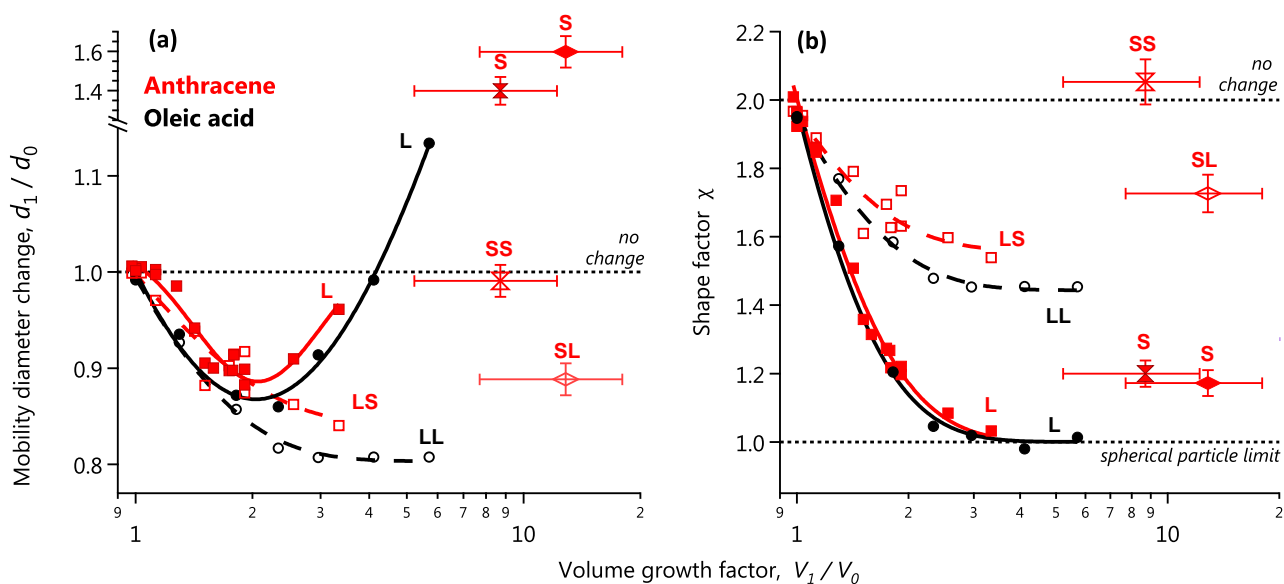 (a)
Anthracene
Oleic acid
Mobility diameter change, d1 / d0
1.6
1.4
1.1
1.0
0.9
0.8
S
S
L
no
change
SS
L
SL
LS
LL
9
1
2
3
4
5
6
7
8
9
10
2
(b)
Shape factor χ
2.2
2.0
1.8
1.6
1.4
1.2
1.0
SS
no
change
SL
LS
LL
S
S
L
L
spherical particle limit
9
1
2
3
4
5
6
7
8
9
10
2
Volume growth factor, V1 / V0